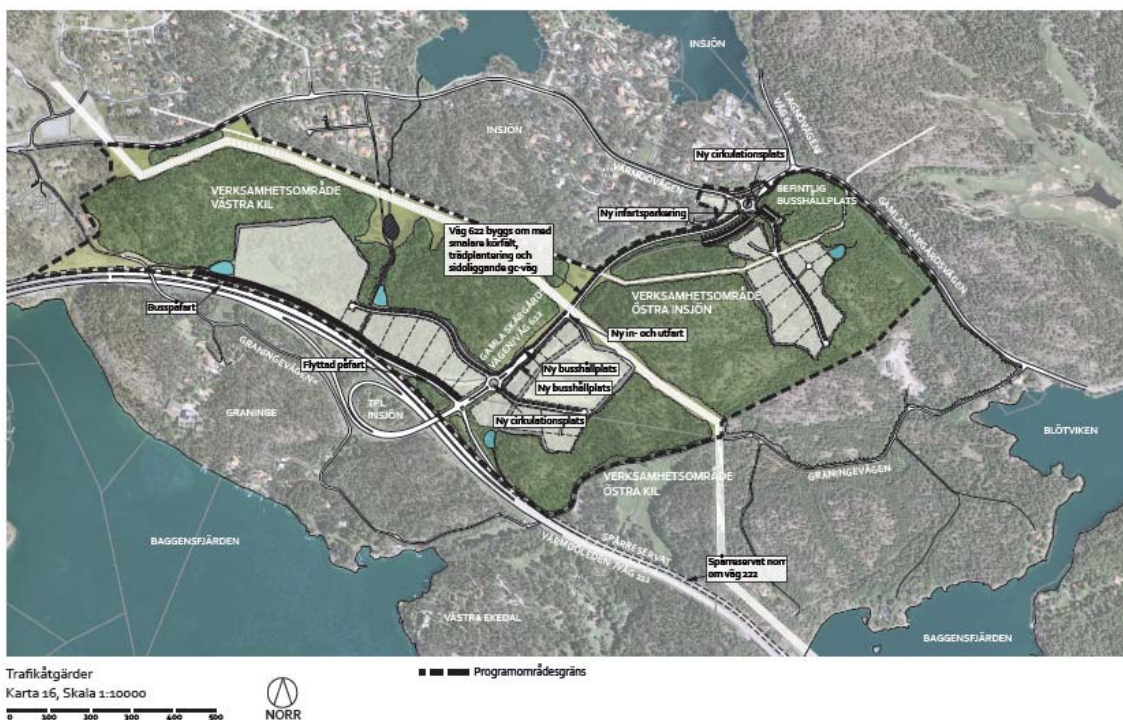 INSJÖN
LAGNÖVÄGEN
VÄG 642
INSJÖN
Ny cirkulationsplats
VÄRMDÖVÄGEN
BEFINTLIG
BUSSHÅLLPLATS
VERKSAMHETSOMRÅDE
VÄSTRA KIL
Ny infartsparkering
GAMLA SKÄRGÅRDSVÄGEN
Väg 622 byggs om med
smalare körfält,
trädplantering och
sidoliggande gc-väg
VERKSAMHETSOMRÅDE
ÖSTRA INSJÖN
Busspåfart
GAMLA SKÄRGÅRDS
VÄGEN/VÄG 622
Ny in- och utfart
GRANINGEVÄGEN
Flyttad påfart
Ny busshållplats
Ny busshållplats
GRANINGE
TPL
INSJÖN
Ny cirkulationsplats
BLÖTVIKEN
VERKSAMHETSOMRÅDE
ÖSTRA KIL
GRANINGEVÄGEN
BAGGENSFJÄRDEN
SPÅRRESERVAT
VÄRMDÖLEDEN /VÄG 222
Spårreservat norr
om väg 222
VÄSTRA EKEDAL
BAGGENSFJÄRDEN
Trafikåtgärder
Karta 16, Skala 1:10000
0 100 200 300 400 500
NORR
Programområdesgräns